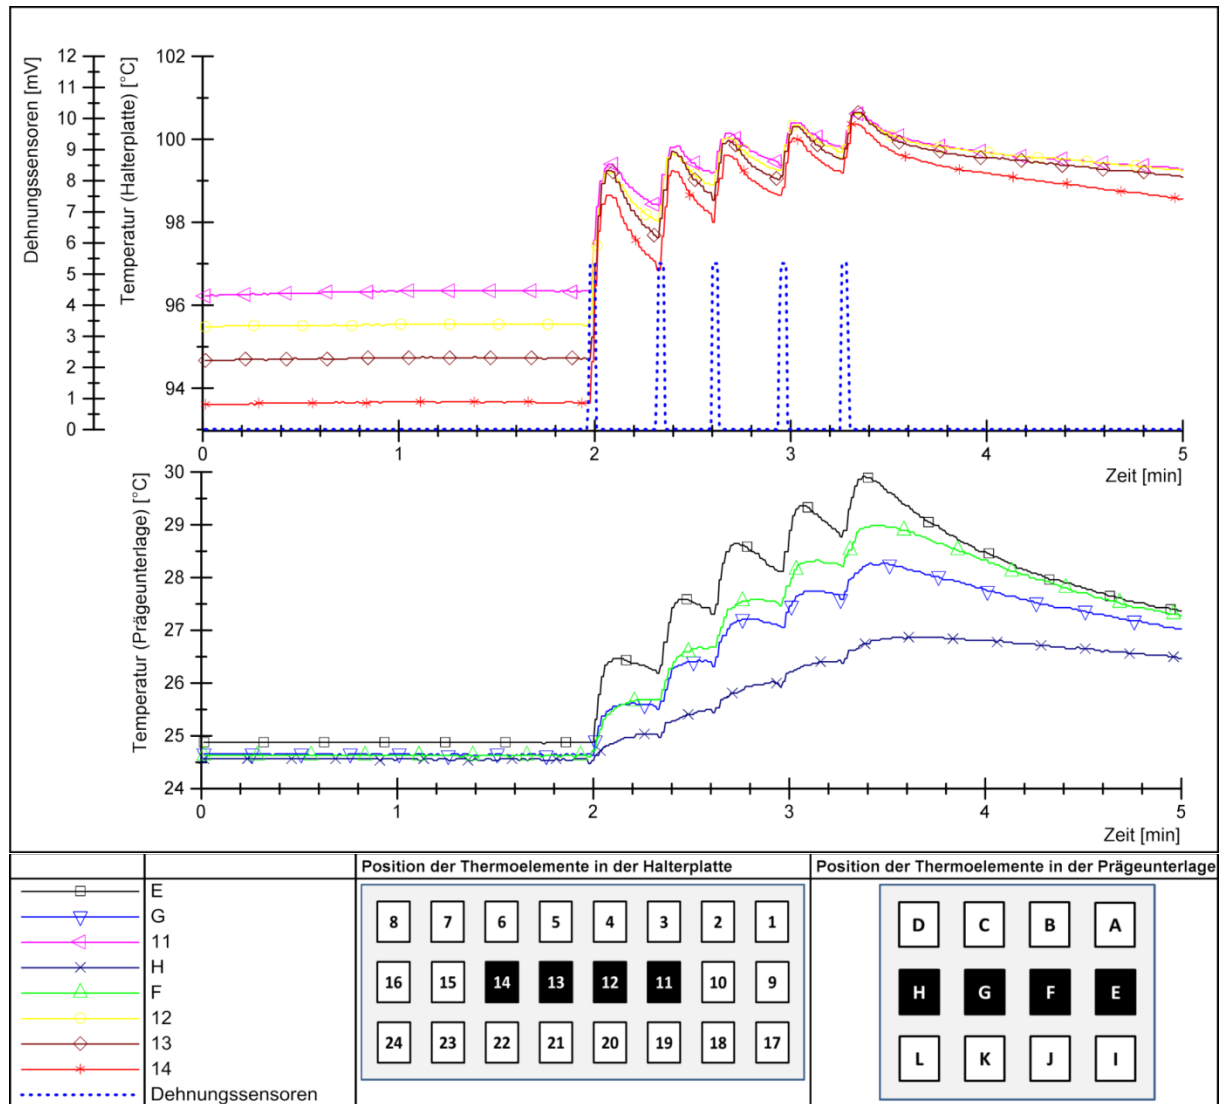 Dehnungssensoren [mV]
12
11
10
9
8
7
6
5
4
3
2
1
0
Temperatur (Halterplatte) [°C]
102
100
98
96
94
0 1 2 3 4 5
Zeit [min]
Temperatur (Prägeunterlage) [°C]
30
29
28
27
26
25
24
0 1 2 3 4 5
Zeit [min]
Position der Thermoelemente in der Halterplatte
Position der Thermoelemente in der Prägeunterlage
E
G
11
H
F
12
13
14
Dehnungssensoren
8 7 6 5 4 3 2 1
16 15 14 13 12 11 10 9
24 23 22 21 20 19 18 17
D C B A
H G F E
L K J I